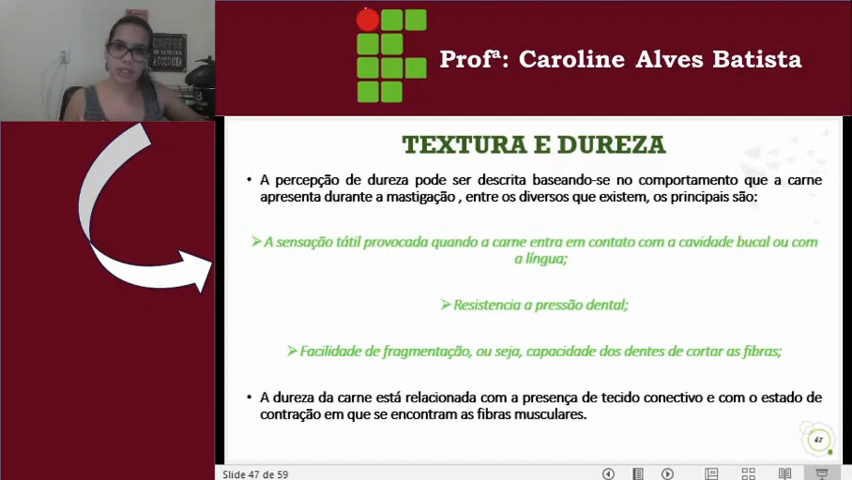 COFFEE
Profª: Caroline Alves Batista
TEXTURA E DUREZA
• A percepção de dureza pode ser descrita baseando-se no comportamento que a carne
apresenta durante a mastigação , entre os diversos que existem, os principais são:
➢A sensação tátil provocada quando a carne entra em contato com a cavidade bucal ou com
a língua;
➢Resistencia a pressão dental;
➢Facilidade de fragmentação, ou seja, capacidade dos dentes de cortar as fibras;
• A dureza da carne está relacionada com a presença de tecido conectivo e com o estado de
contração em que se encontram as fibras musculares.
47
Slide 47 de 59